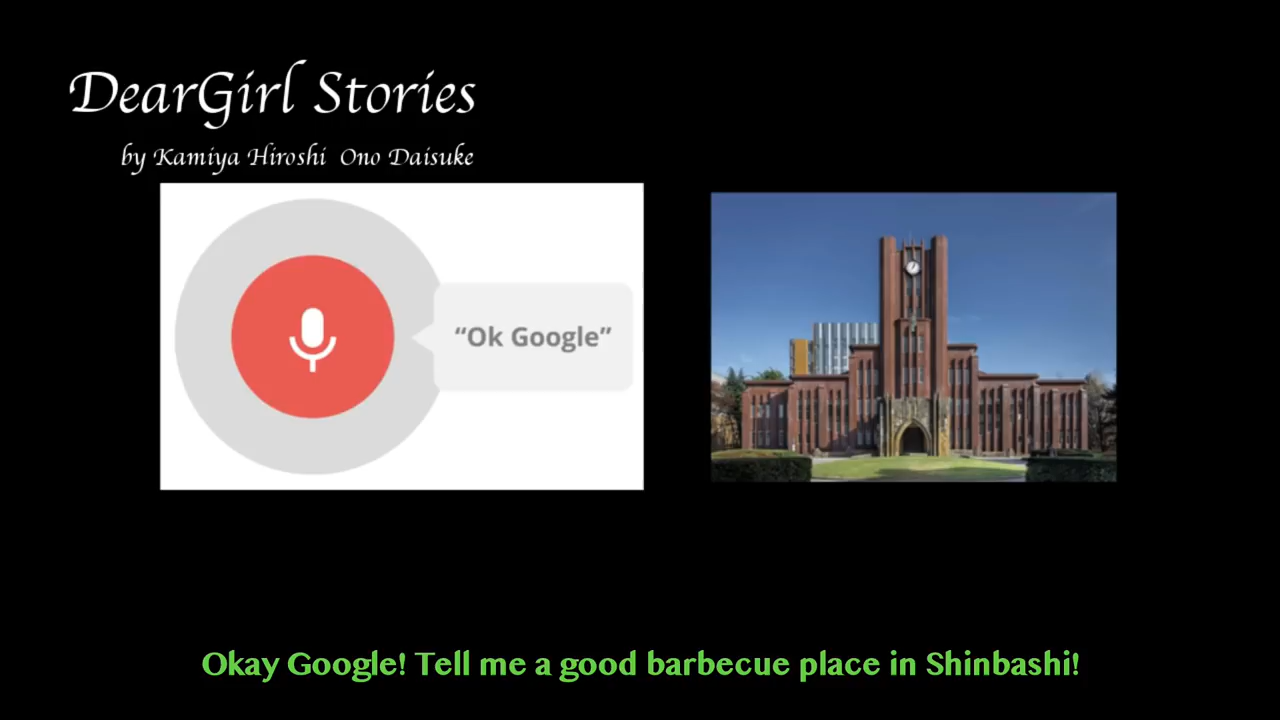 DearGirl Stories
by Kamiya Hiroshi Ono Daisuke
“Ok Google”
Okay Google! Tell me a good barbecue place in Shinbashi!